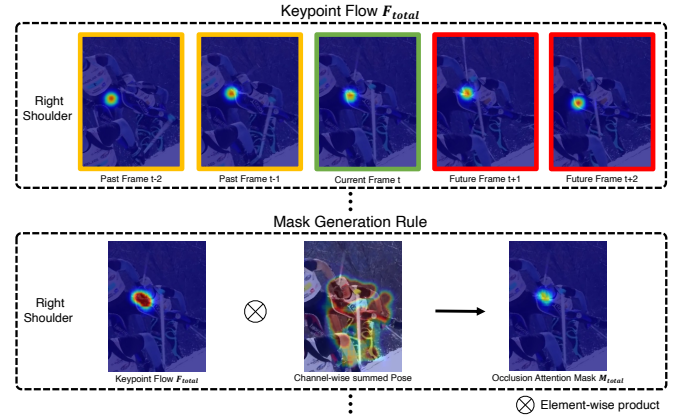 Keypoint Flow F_total
Right
Shoulder
Past Frame t-2
Past Frame t-1
Current Frame t
Future Frame t+1
Future Frame t+2
Mask Generation Rule
Right
Shoulder
Keypoint Flow F_total
Channel-wise summed Pose
Occlusion Attention Mask M_total
Element-wise product